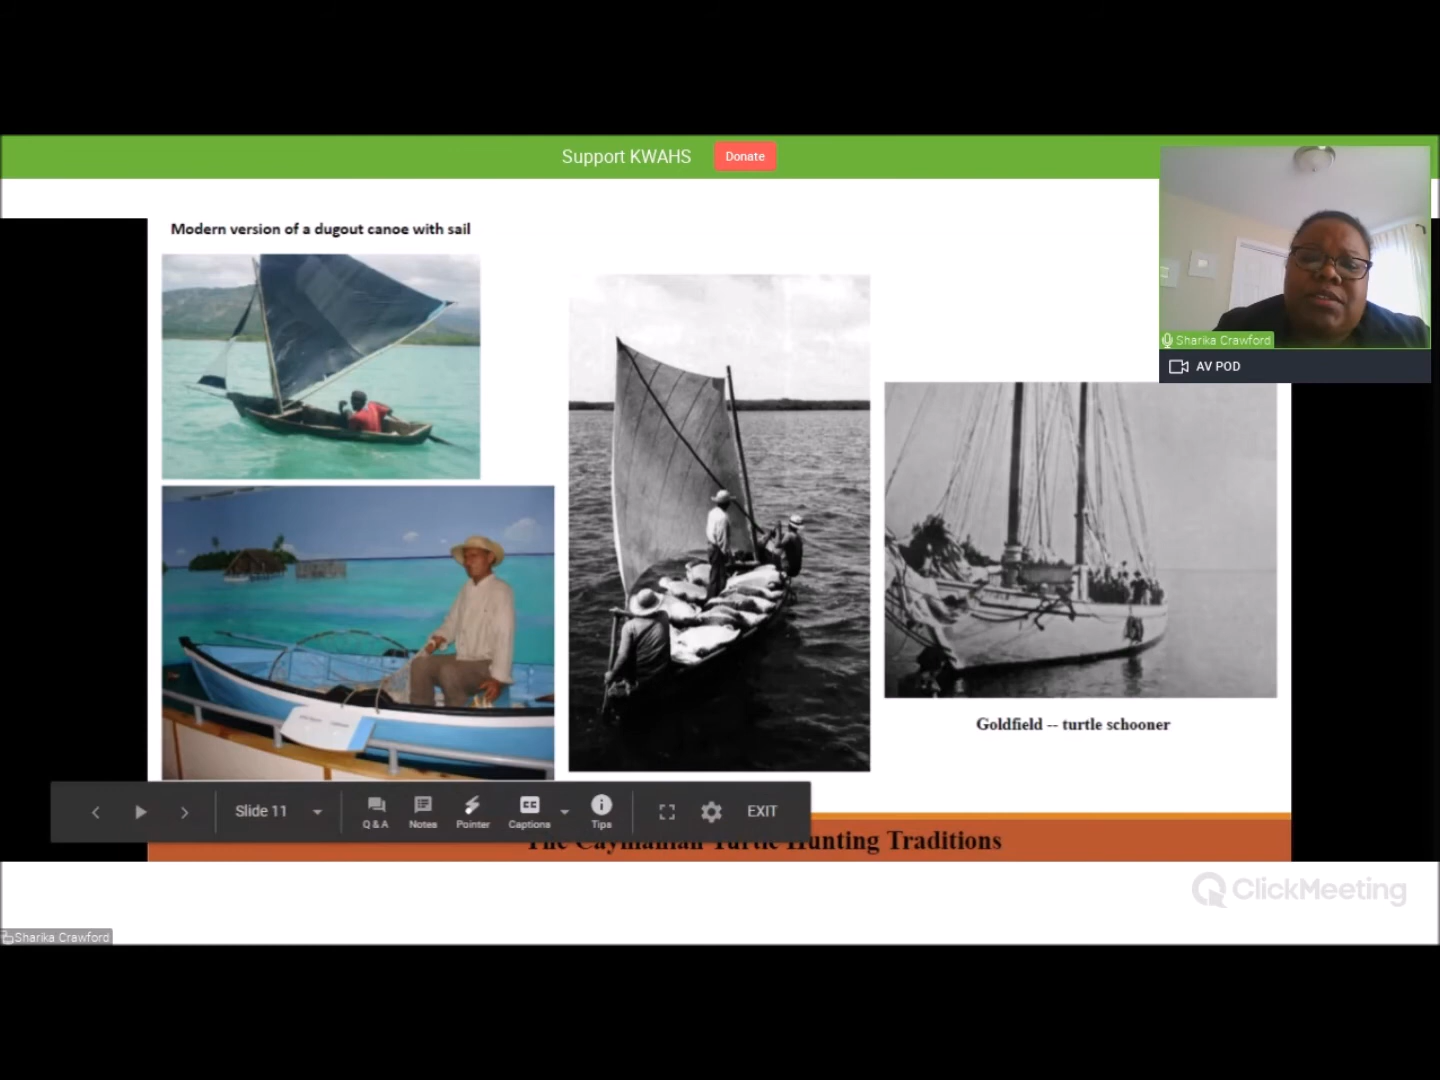 Support KWAHS
Donate
Modern version of a dugout canoe with sail
Sharika Crawford
AV POD
Goldfield -- turtle schooner
Slide 11
Q & A
Notes
Pointer
Captions
Tips
EXIT
The Caymanian Turtle Hunting Traditions
ClickMeeting
Sharika Crawford